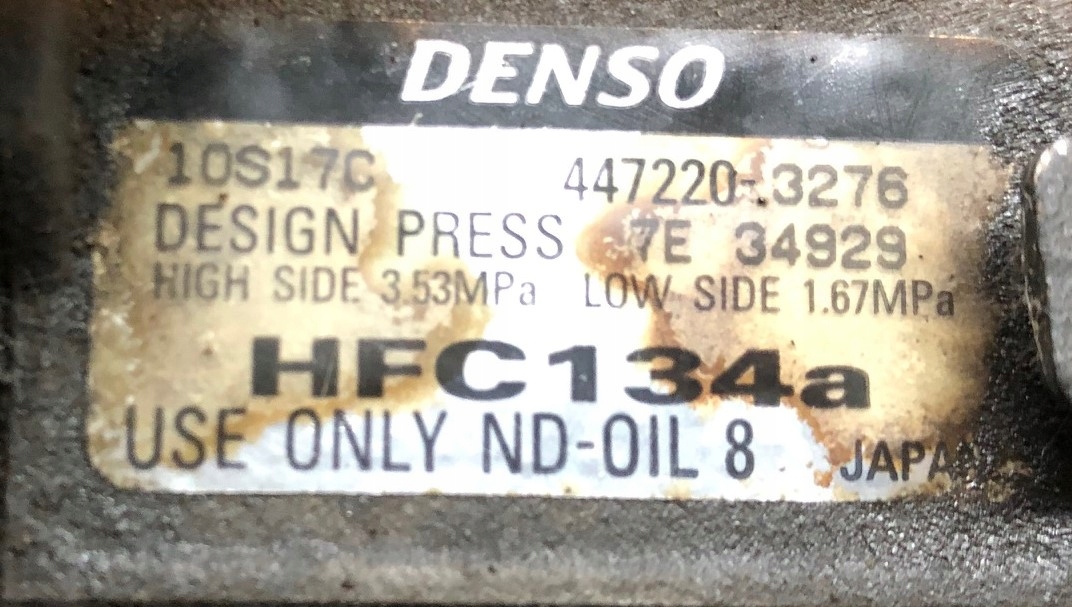 DENSO
10S17C 447220-3276
DESIGN PRESS 7E 34929
HIGH SIDE 3.53MPa LOW SIDE 1.67MPa
HFC134a
USE ONLY ND-OIL 8 JAPAN